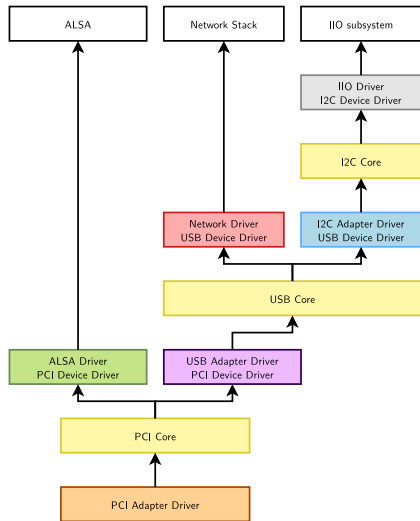 ALSA
Network Stack
IIO subsystem
IIO Driver
I2C Device Driver
I2C Core
Network Driver
USB Device Driver
I2C Adapter Driver
USB Device Driver
USB Core
ALSA Driver
PCI Device Driver
USB Adapter Driver
PCI Device Driver
PCI Core
PCI Adapter Driver